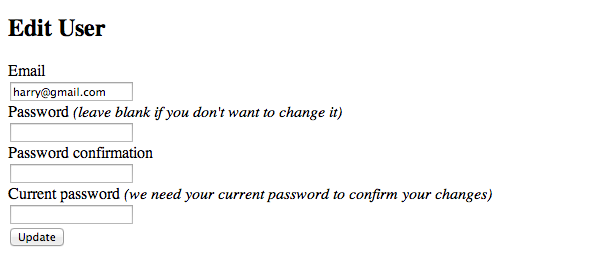 Edit User
Email
harry@gmail.com
Password (leave blank if you don't want to change it)
Password confirmation
Current password (we need your current password to confirm your changes)
Update